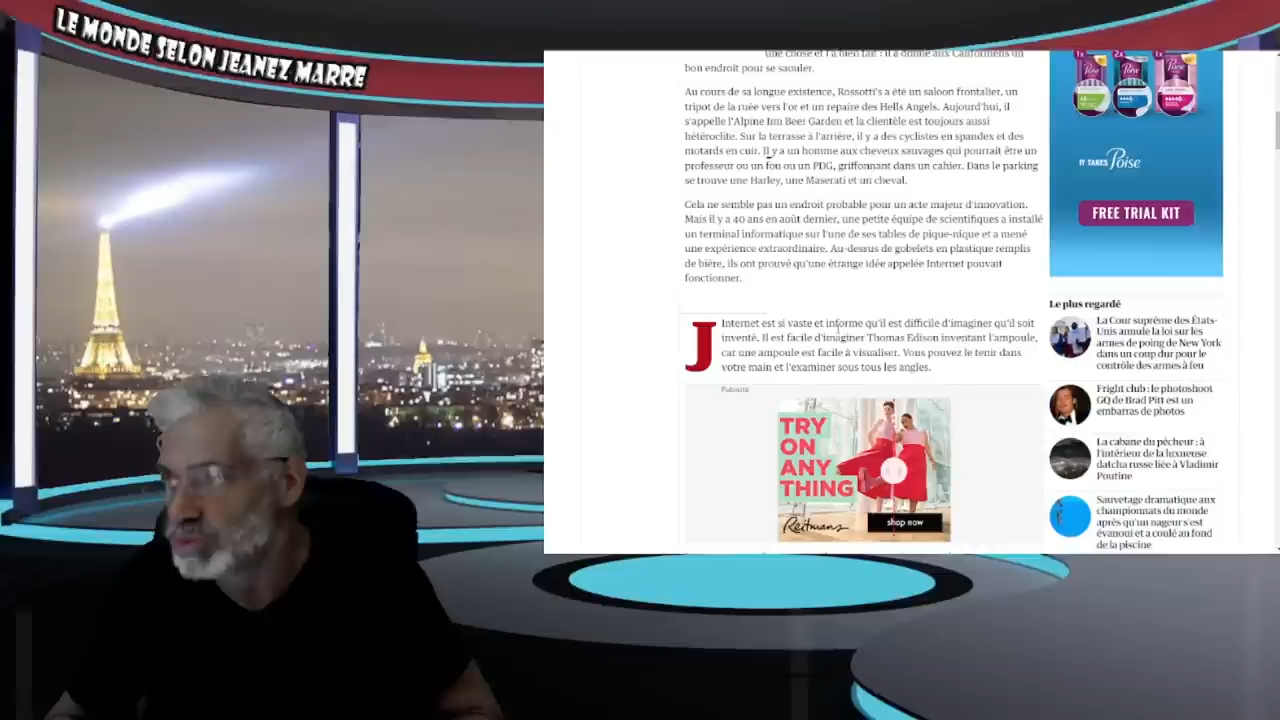 LE MONDE SELON JEANEZ MARRE
une chose et l'a bien fait : il a donné aux Californiens un
bon endroit pour se saouler.
Au cours de sa longue existence, Rossotti's a été un saloon frontalier, un
tripot de la ruée vers l'or et un repaire des Hells Angels. Aujourd'hui, il
s'appelle l'Alpine Inn Beer Garden et la clientèle est toujours aussi
hétéroclite. Sur la terrasse à l'arrière, il y a des cyclistes en spandex et des
motards en cuir. Il y a un homme aux cheveux sauvages qui pourrait être un
professeur ou un fou ou un PDG, griffonnant dans un cahier. Dans le parking
se trouve une Harley, une Maserati et un cheval.
Cela ne semble pas un endroit probable pour un acte majeur d'innovation.
Mais il y a 40 ans en août dernier, une petite équipe de scientifiques a installé
un terminal informatique sur l'une de ses tables de pique-nique et a mené
une expérience extraordinaire. Au-dessus de gobelets en plastique remplis
de bière, ils ont prouvé qu'une étrange idée appelée Internet pouvait
fonctionner.
J Internet est si vaste et informe qu'il est difficile d'imaginer qu'il soit
inventé. Il est facile d'imaginer Thomas Edison inventant l'ampoule,
car une ampoule est facile à visualiser. Vous pouvez le tenir dans
votre main et l'examiner sous tous les angles.
Publicité
TRY
ON
ANY
THING
Reitmans
shop now
1x
2x
1x
Poise
Poise
Poise
IT TAKES Poise
FREE TRIAL KIT
Le plus regardé
La Cour suprême des États-
Unis annule la loi sur les
armes de poing de New York
dans un coup dur pour le
contrôle des armes à feu
Fright club : le photoshoot
GQ de Brad Pitt est un
embarras de photos
La cabane du pêcheur : à
l'intérieur de la luxueuse
datcha russe liée à Vladimir
Poutine
Sauvetage dramatique aux
championnats du monde
après qu'un nageur s'est
évanoui et a coulé au fond
de la piscine